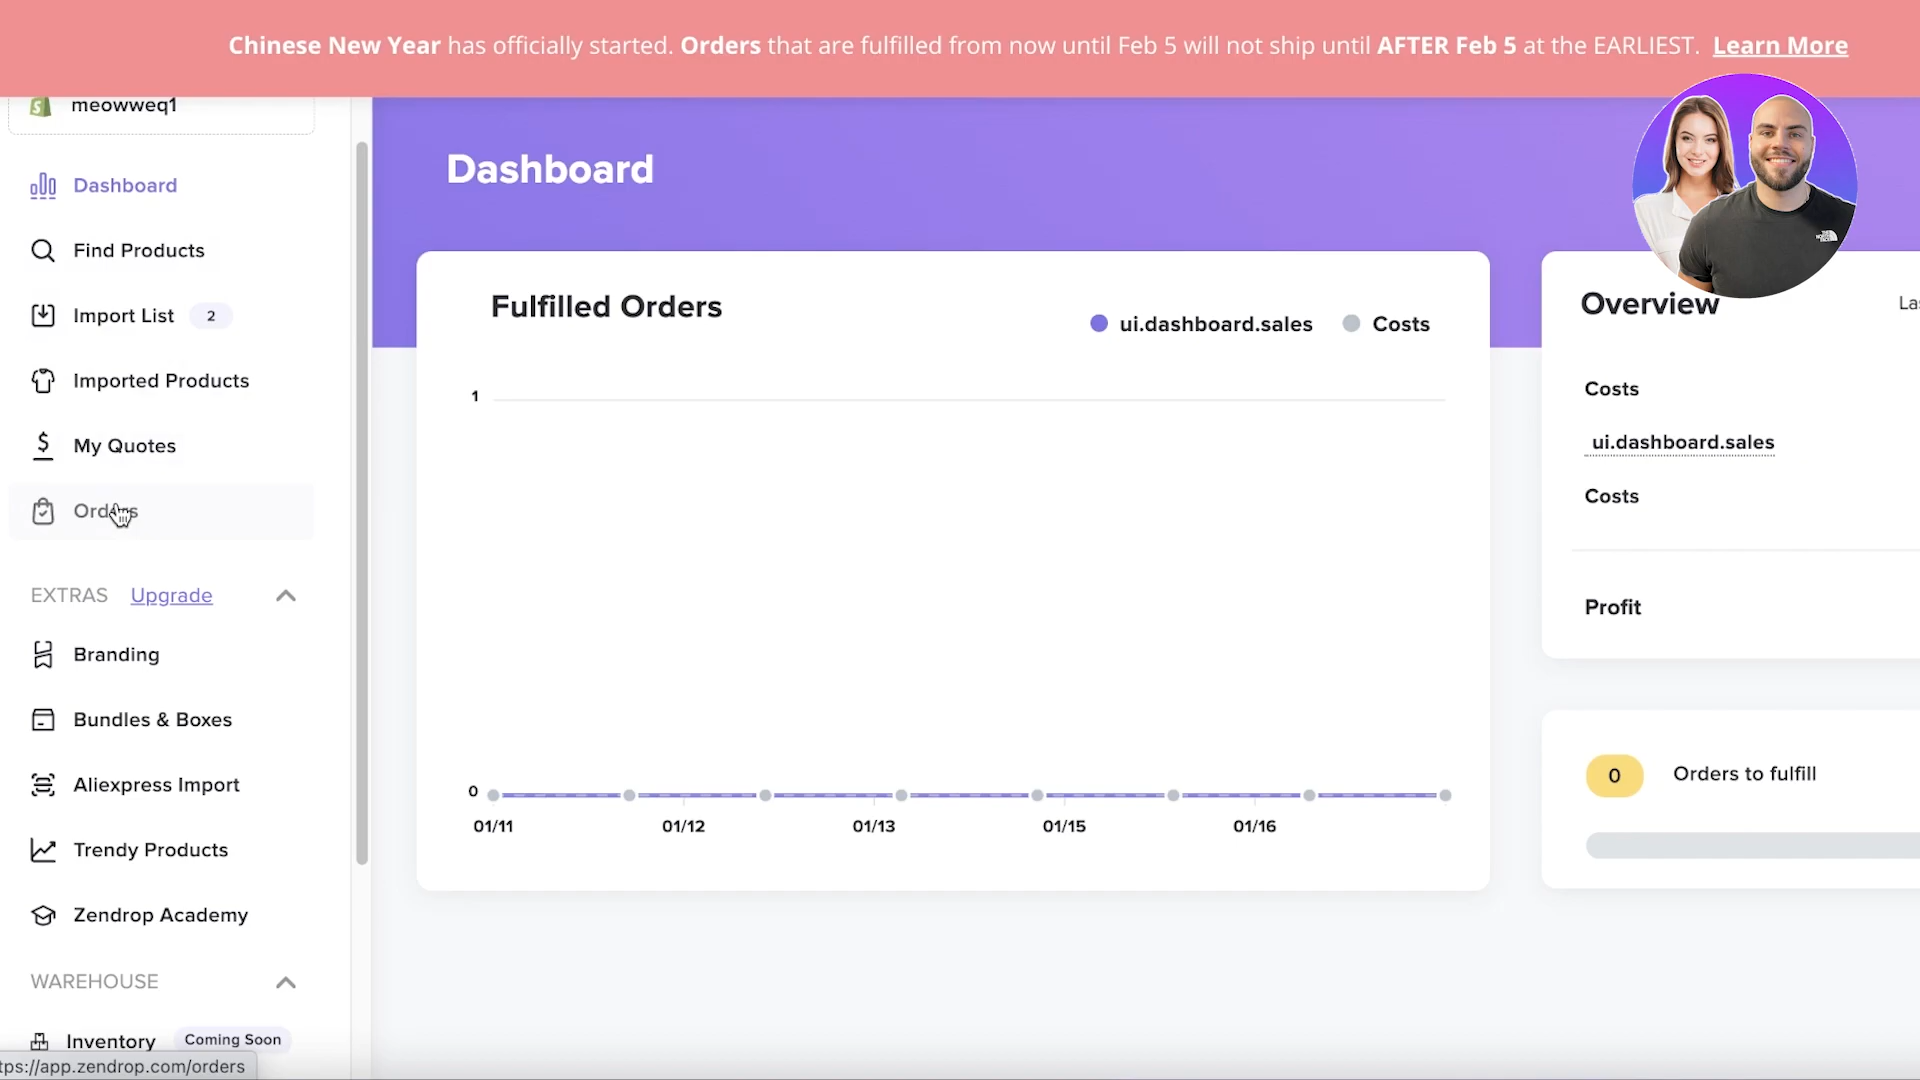 Chinese New Year has officially started. Orders that are fulfilled from now until Feb 5 will not ship until AFTER Feb 5 at the EARLIEST. Learn More
meowweq1
Dashboard
Find Products
Import List 2
Imported Products
My Quotes
Orders
EXTRAS Upgrade
Branding
Bundles & Boxes
Aliexpress Import
Trendy Products
Zendrop Academy
WAREHOUSE
Inventory Coming Soon
tps://app.zendrop.com/orders
Dashboard
Fulfilled Orders
ui.dashboard.sales Costs
1
0
01/11 01/12 01/13 01/15 01/16
THE NORTH FACE
Overview
Costs
ui.dashboard.sales
Costs
Profit
0 Orders to fulfill